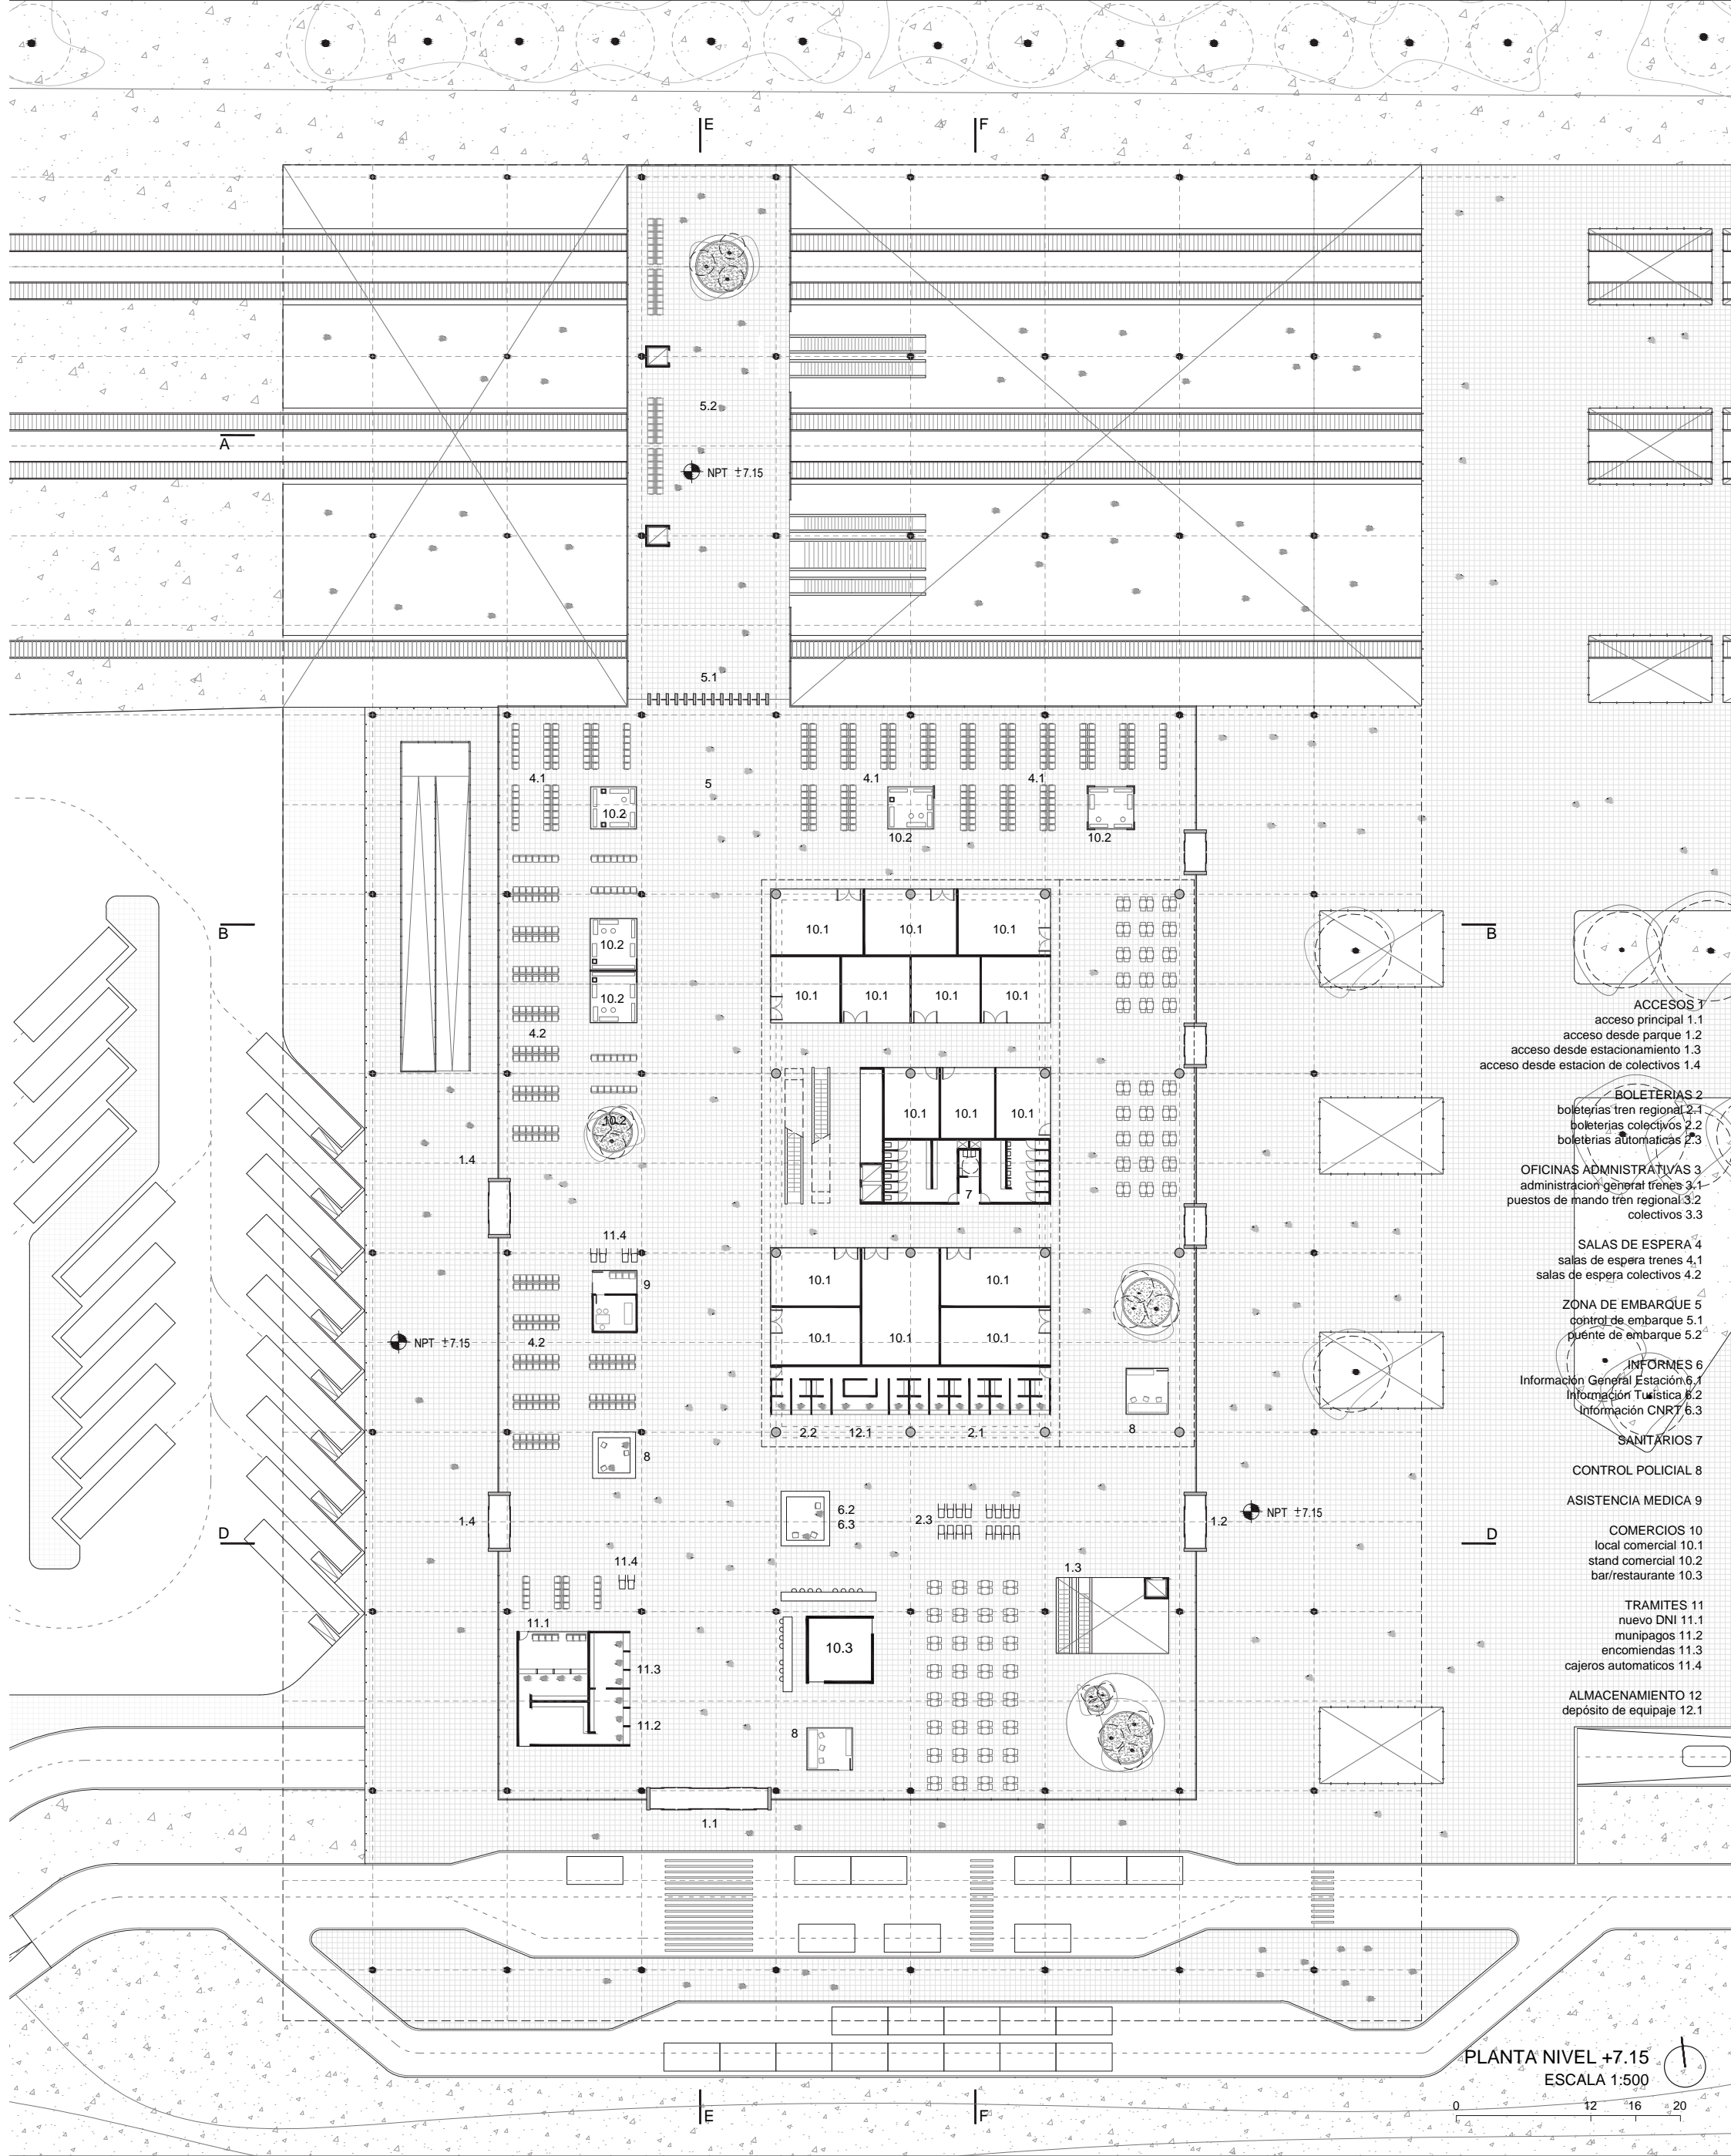 E
F
5.2
A
NPT ±7.15
5.1
5
4.1
4.1
4.1
10.2
10.2
10.2
B
B
10.1
10.1
10.1
10.2
10.2
10.1
10.1
10.1
10.1
4.2
10.2
10.1
10.1
10.1
1.4
7
11.4
9
10.1
10.1
NPT ±7.15
4.2
10.1
10.1
10.1
8
2.2
12.1
2.1
8
6.2
6.3
2.3
1.4
1.2
NPT ±7.15
D
D
11.4
1.3
11.1
10.3
11.3
11.2
8
1.1
ACCESOS 1
acceso principal 1.1
acceso desde parque 1.2
acceso desde estacionamiento 1.3
acceso desde estacion de colectivos 1.4
BOLETERIAS 2
boleterias tren regional 2.1
boleterias colectivos 2.2
boleterias automaticas 2.3
OFICINAS ADMNISTRATIVAS 3
administracion general trenes 3.1
puestos de mando tren regional 3.2
colectivos 3.3
SALAS DE ESPERA 4
salas de espera trenes 4.1
salas de espera colectivos 4.2
ZONA DE EMBARQUE 5
control de embarque 5.1
puente de embarque 5.2
INFORMES 6
Información General Estación 6.1
Información Turistica 6.2
Información CNRT 6.3
SANITARIOS 7
CONTROL POLICIAL 8
ASISTENCIA MEDICA 9
COMERCIOS 10
local comercial 10.1
stand comercial 10.2
bar/restaurante 10.3
TRAMITES 11
nuevo DNI 11.1
munipagos 11.2
encomiendas 11.3
cajeros automaticos 11.4
ALMACENAMIENTO 12
depósito de equipaje 12.1
PLANTA NIVEL +7.15
ESCALA 1:500
0 12 16 20
E
F